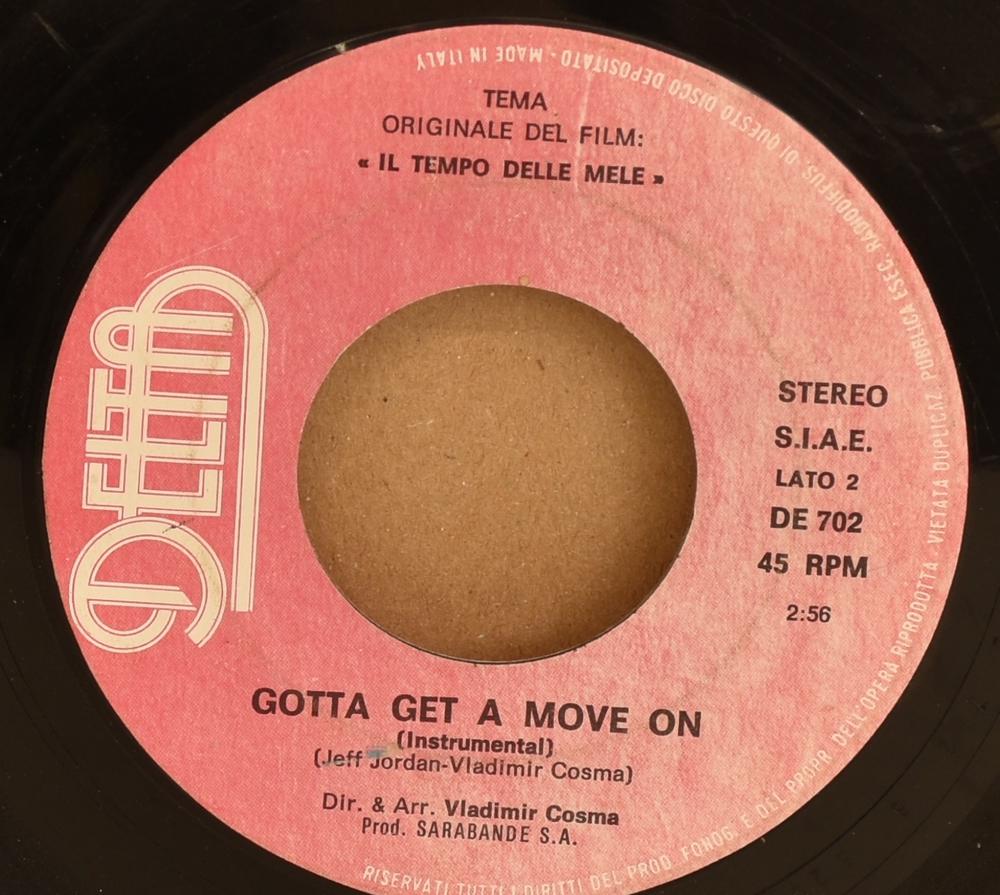 TEMA
ORIGINALE DEL FILM:
« IL TEMPO DELLE MELE »
DELTA
STEREO
S.I.A.E.
LATO 2
DE 702
45 RPM
2:56
GOTTA GET A MOVE ON
(Instrumental)
(Jeff Jordan-Vladimir Cosma)
Dir. & Arr. Vladimir Cosma
Prod. SARABANDE S.A.
RISERVATI TUTTI I DIRITTI DEL PROD. FONOG. E DEL PROPR. DELL'OPERA RIPRODOTTA - VIETATA DUPLICAZ. PUBBLICA ESEC. RADIODIFFUS. DI QUESTO DISCO DEPOSITATO - MADE IN ITALY